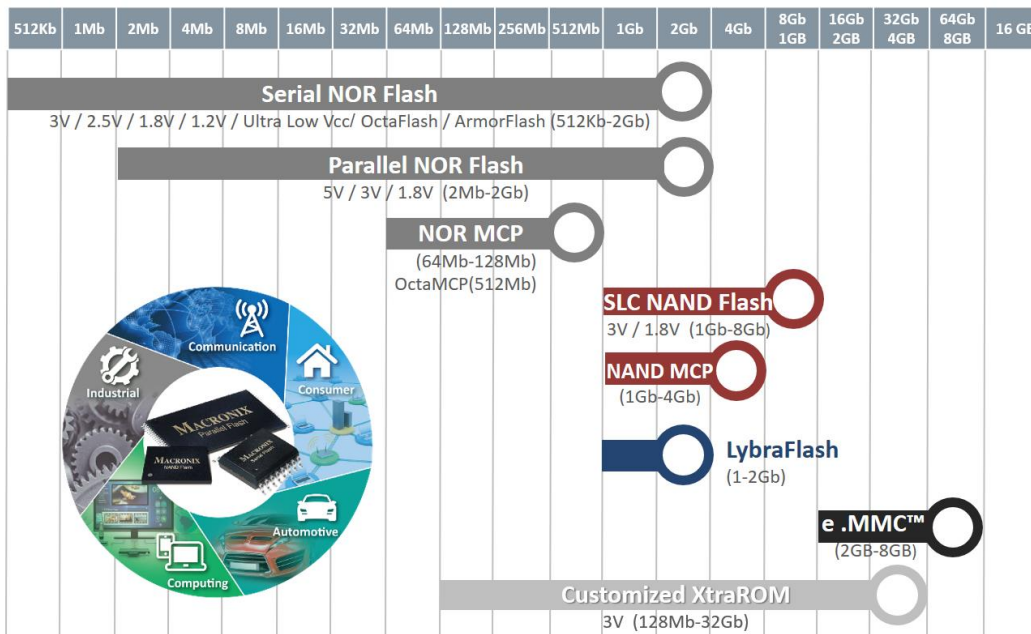 512Kb 1Mb 2Mb 4Mb 8Mb 16Mb 32Mb 64Mb 128Mb 256Mb 512Mb 1Gb 2Gb 4Gb 8Gb 16Gb 32Gb 64Gb 16 GB
1GB 2GB 4GB 8GB
Serial NOR Flash
3V / 2.5V / 1.8V / 1.2V / Ultra Low Vcc/ OctaFlash / ArmorFlash (512Kb-2Gb)
Parallel NOR Flash
5V / 3V / 1.8V (2Mb-2Gb)
NOR MCP
(64Mb-128Mb)
OctaMCP(512Mb)
SLC NAND Flash
3V / 1.8V (1Gb-8Gb)
NAND MCP
(1Gb-4Gb)
LybraFlash
(1-2Gb)
e .MMC™
(2GB-8GB)
Customized XtraROM
3V (128Mb-32Gb)
Communication
Consumer
Industrial
MACRONIX
Parallel Flash
MACRONIX
NAND Flash
MACRONIX
Serial Flash
Automotive
Computing